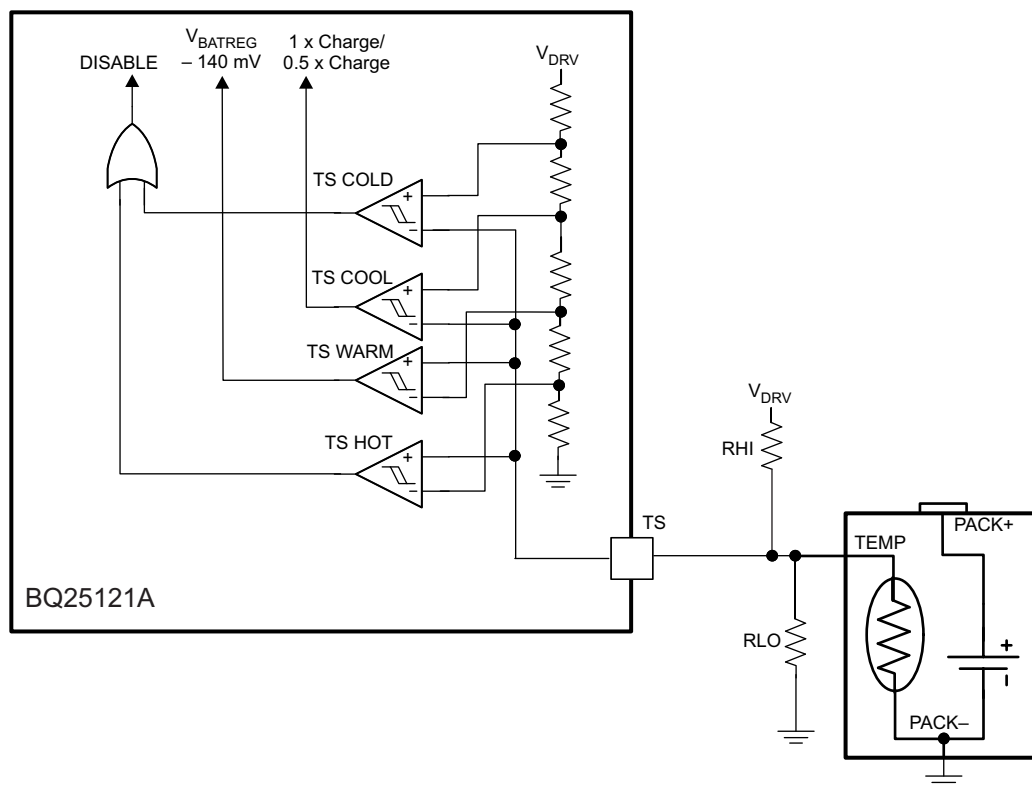 DISABLE
VBATREG
– 140 mV
1 x Charge/
0.5 x Charge
VDRV
TS COLD
+
–
TS COOL
+
–
TS WARM
+
–
TS HOT
+
–
VDRV
RHI
TS
PACK+
TEMP
BQ25121A
RLO
+
–
PACK–